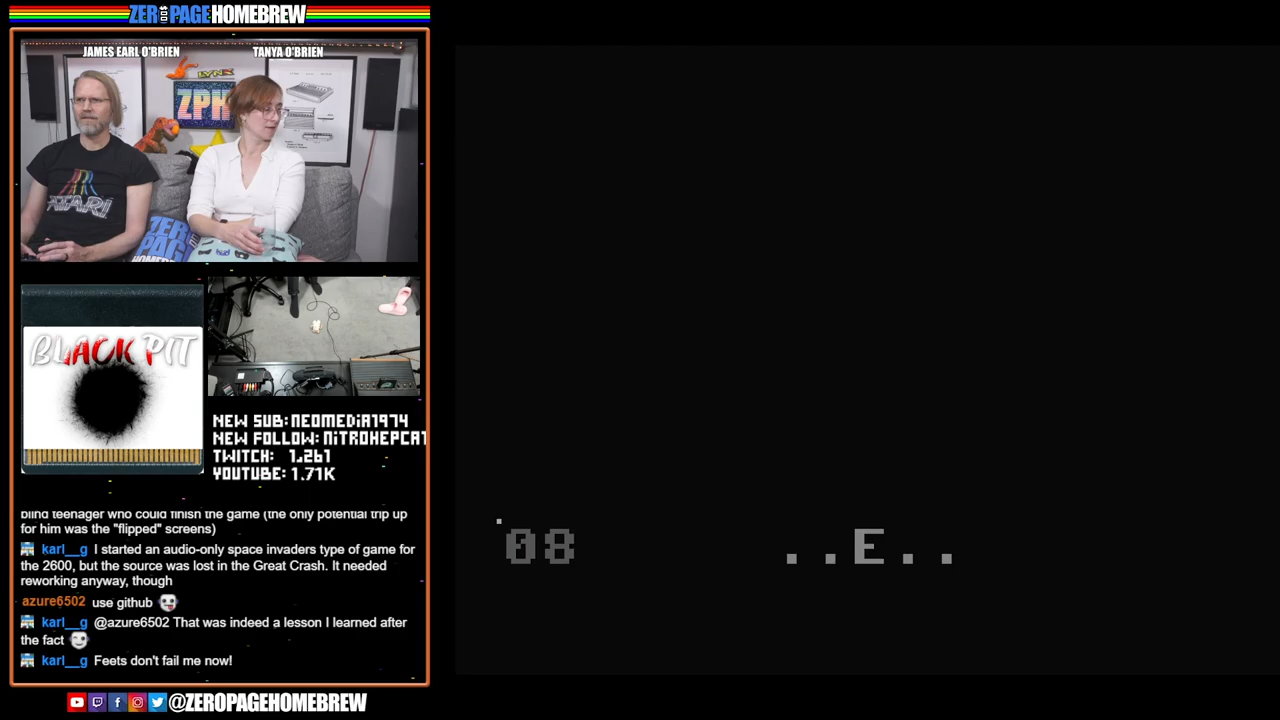 ZERO PAGE HOMEBREW
JAMES EARL O'BRIEN
TANYA O'BRIEN
LYNX
ZPH
ATARI
ZERO
PAGE
HOMEBREW
BLACK PIT
NEW SUB: NEOMEDIA1974
NEW FOLLOW: NITROHEPCAT
TWITCH: 1,261
YOUTUBE: 1.71K
blind teenager who could finish the game (the only potential trip up
for him was the "flipped" screens)
karl__g I started an audio-only space invaders type of game for
the 2600, but the source was lost in the Great Crash. It needed
reworking anyway, though
azure6502 use github
karl__g @azure6502 That was indeed a lesson I learned after
the fact
karl__g Feets don't fail me now!
08 ..E..
@ZEROPAGEHOMEBREW